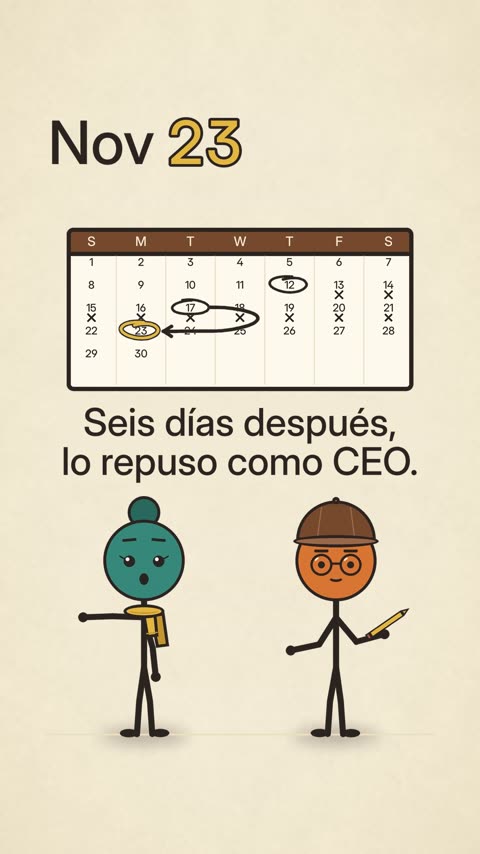 Nov 23
S M T W T F S
1 2 3 4 5 6 7
8 9 10 11 12 13 14
15 16 17 18 19 20 21
22 23 24 25 26 27 28
29 30
Seis días después,
lo repuso como CEO.